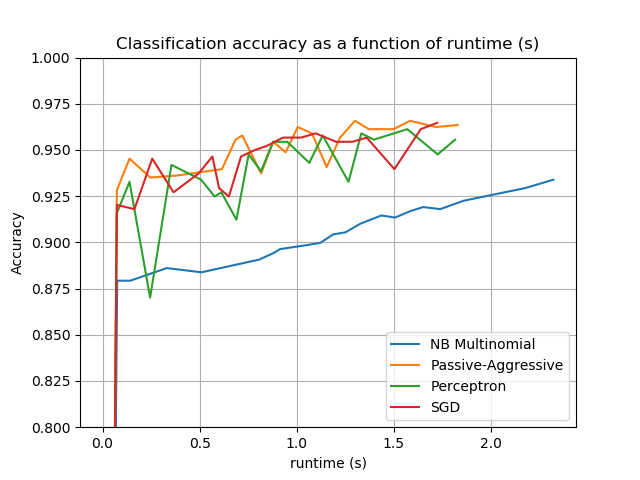 Classification accuracy as a function of runtime (s)
1.000
0.975
0.950
0.925
0.900
0.875
0.850
0.825
0.800
Accuracy
NB Multinomial
Passive-Aggressive
Perceptron
SGD
0.0 0.5 1.0 1.5 2.0
runtime (s)